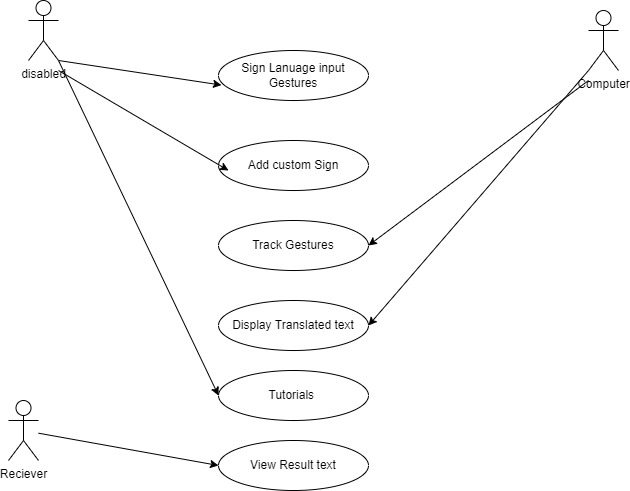 disabled
Computer
Sign Lanuage input
Gestures
Add custom Sign
Track Gestures
Display Translated text
Tutorials
View Result text
Reciever